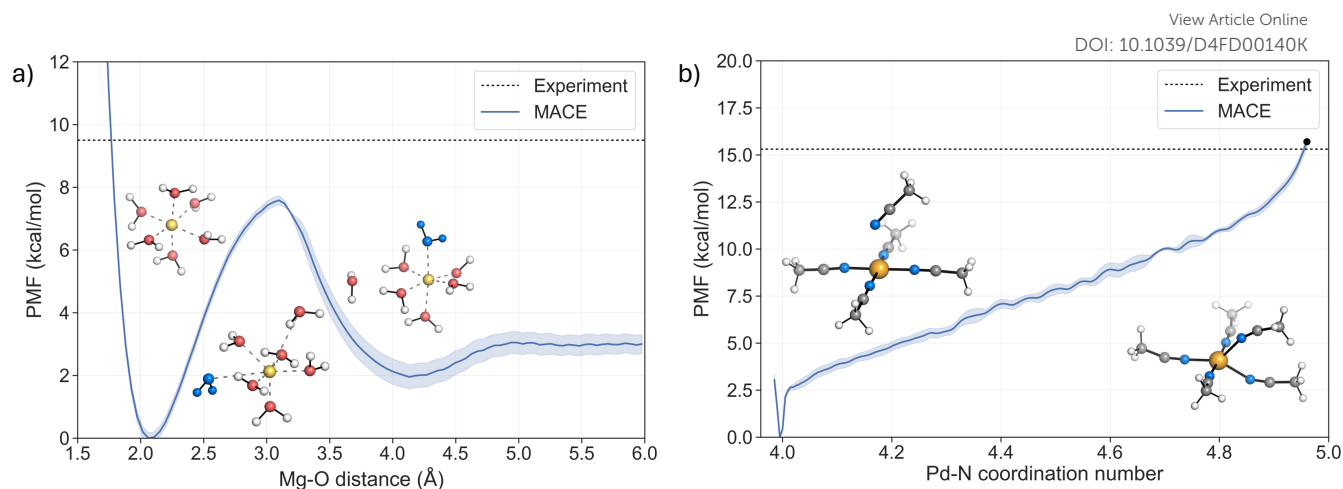 View Article Online
DOI: 10.1039/D4FD00140K
a)
12
10
8
6
4
2
0
PMF (kcal/mol)
Experiment
MACE
1.5 2.0 2.5 3.0 3.5 4.0 4.5 5.0 5.5 6.0
Mg-O distance (Å)
b)
20.0
17.5
15.0
12.5
10.0
7.5
5.0
2.5
0.0
PMF (kcal/mol)
Experiment
MACE
4.0 4.2 4.4 4.6 4.8 5.0
Pd-N coordination number